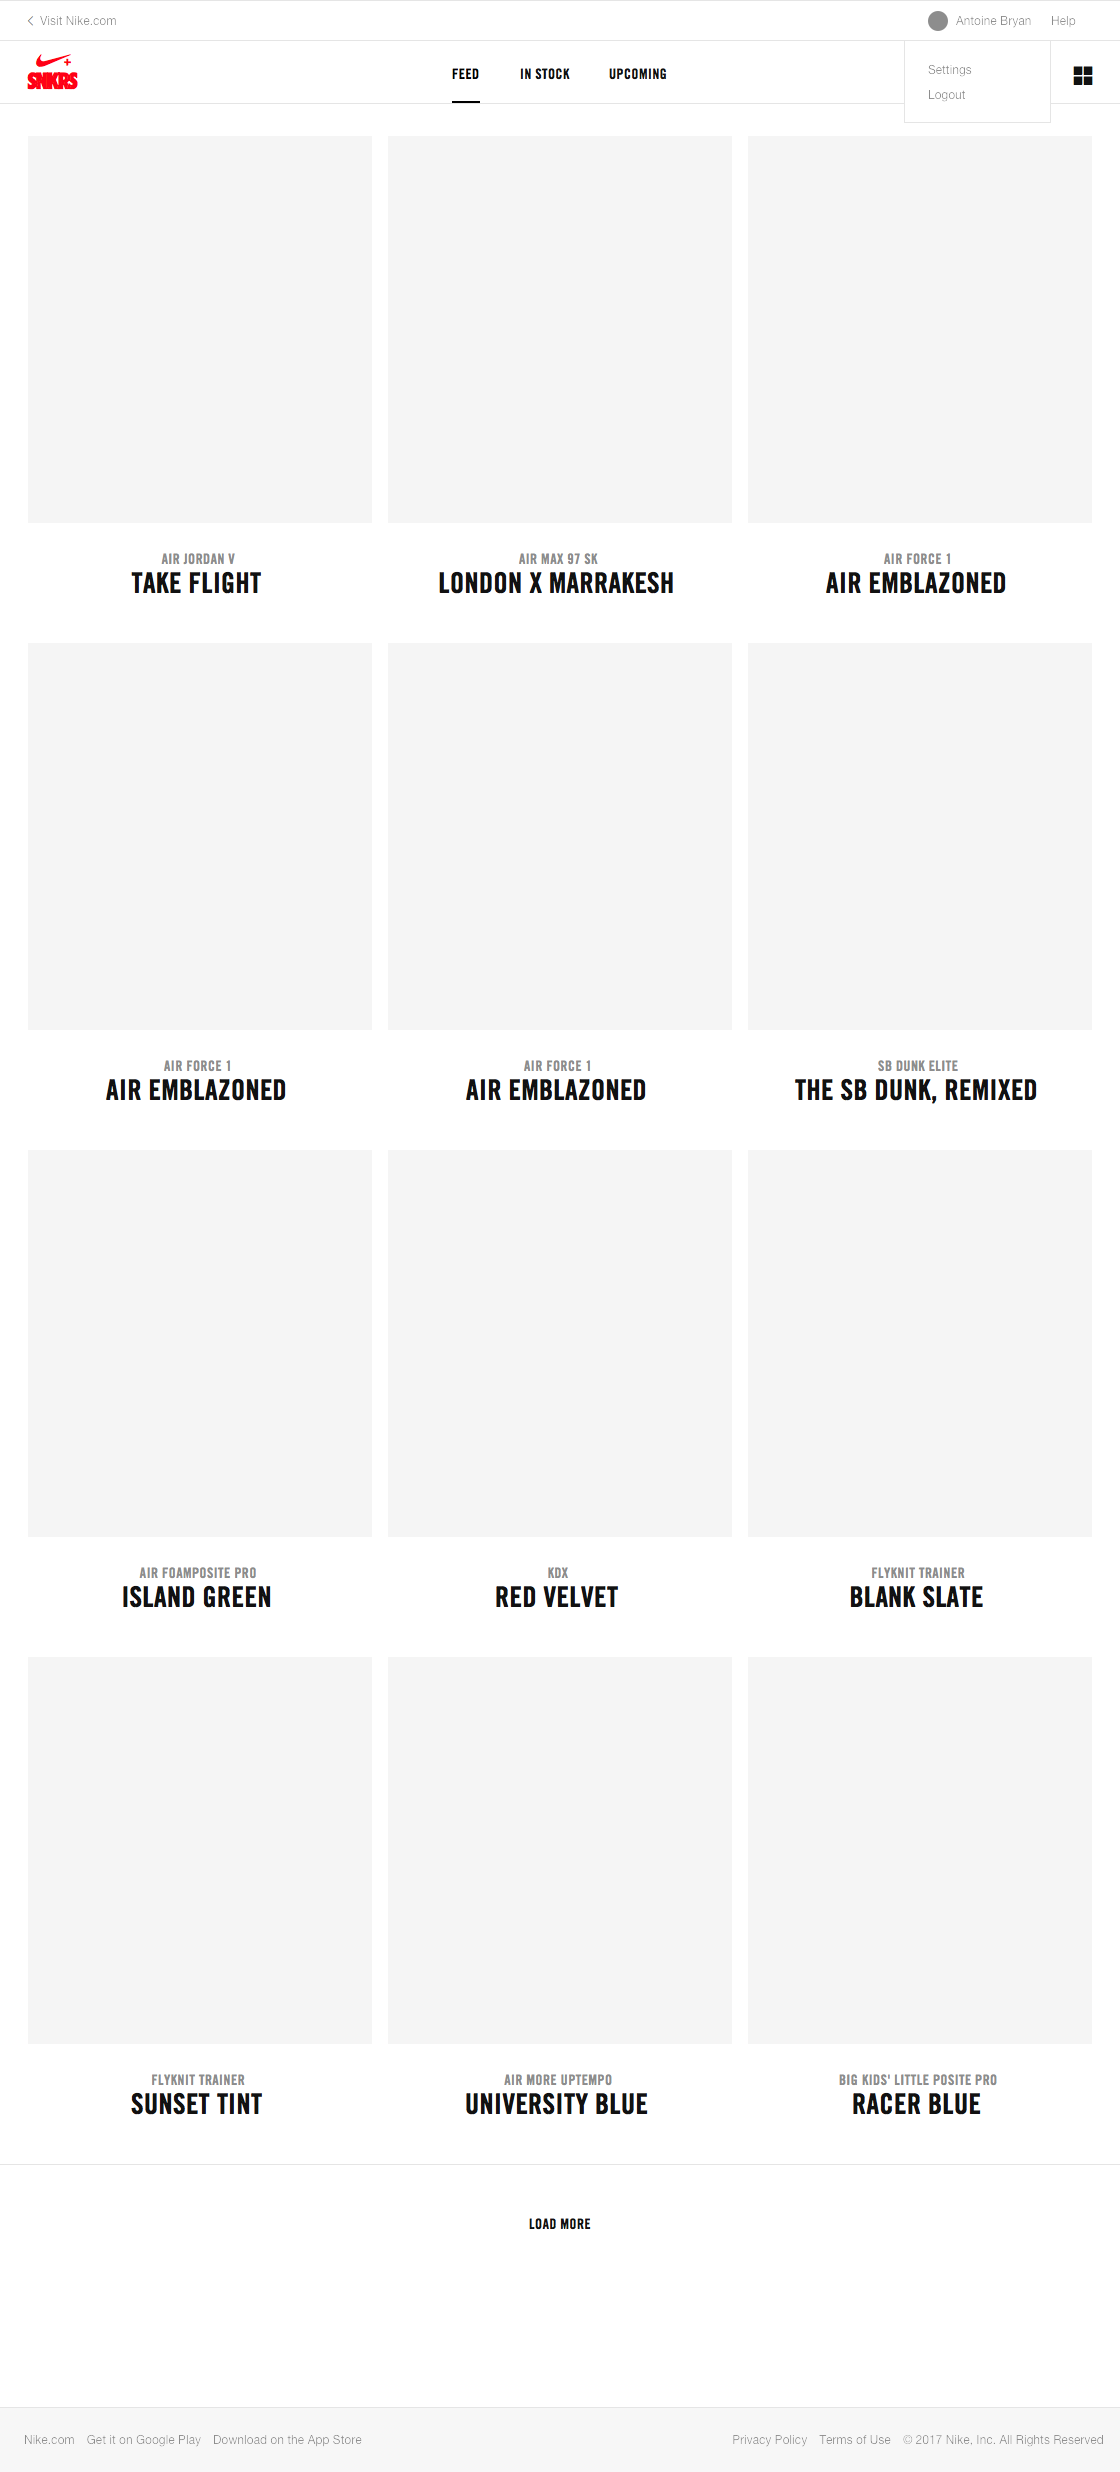 Visit Nike.com
Antoine Bryan Help
SNKRS
FEED IN STOCK UPCOMING
Settings
Logout
AIR JORDAN V
TAKE FLIGHT
AIR MAX 97 SK
LONDON X MARRAKESH
AIR FORCE 1
AIR EMBLAZONED
AIR FORCE 1
AIR EMBLAZONED
AIR FORCE 1
AIR EMBLAZONED
SB DUNK ELITE
THE SB DUNK, REMIXED
AIR FOAMPOSITE PRO
ISLAND GREEN
KDX
RED VELVET
FLYKNIT TRAINER
BLANK SLATE
FLYKNIT TRAINER
SUNSET TINT
AIR MORE UPTEMPO
UNIVERSITY BLUE
BIG KIDS' LITTLE POSITE PRO
RACER BLUE
LOAD MORE
Nike.com Get it on Google Play Download on the App Store
Privacy Policy Terms of Use © 2017 Nike, Inc. All Rights Reserved